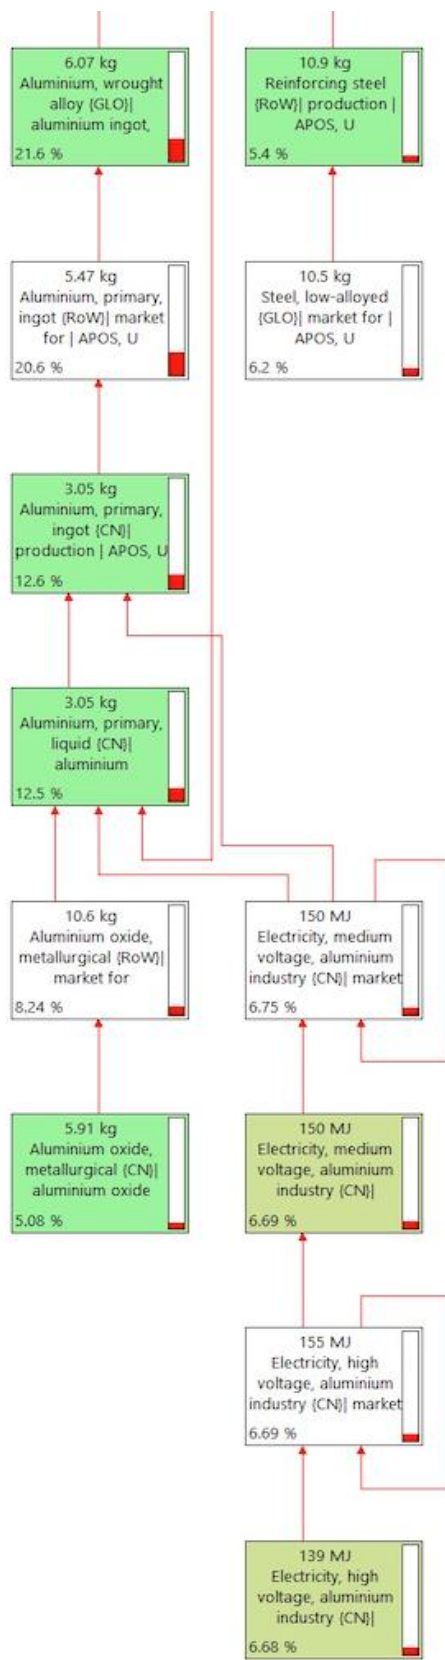 6.07 kg
Aluminium, wrought
alloy {GLO}|
aluminium ingot,
21.6 %
10.9 kg
Reinforcing steel
{RoW}| production |
APOS, U
5.4 %
5.47 kg
Aluminium, primary,
ingot {RoW}| market
for | APOS, U
20.6 %
10.5 kg
Steel, low-alloyed
{GLO}| market for |
APOS, U
6.2 %
3.05 kg
Aluminium, primary,
ingot {CN}|
production | APOS, U
12.6 %
3.05 kg
Aluminium, primary,
liquid {CN}|
aluminium
12.5 %
10.6 kg
Aluminium oxide,
metallurgical {RoW}|
market for
8.24 %
150 MJ
Electricity, medium
voltage, aluminium
industry {CN}| market
6.75 %
5.91 kg
Aluminium oxide,
metallurgical {CN}|
aluminium oxide
5.08 %
150 MJ
Electricity, medium
voltage, aluminium
industry {CN}|
6.69 %
155 MJ
Electricity, high
voltage, aluminium
industry {CN}| market
6.69 %
139 MJ
Electricity, high
voltage, aluminium
industry {CN}|
6.68 %